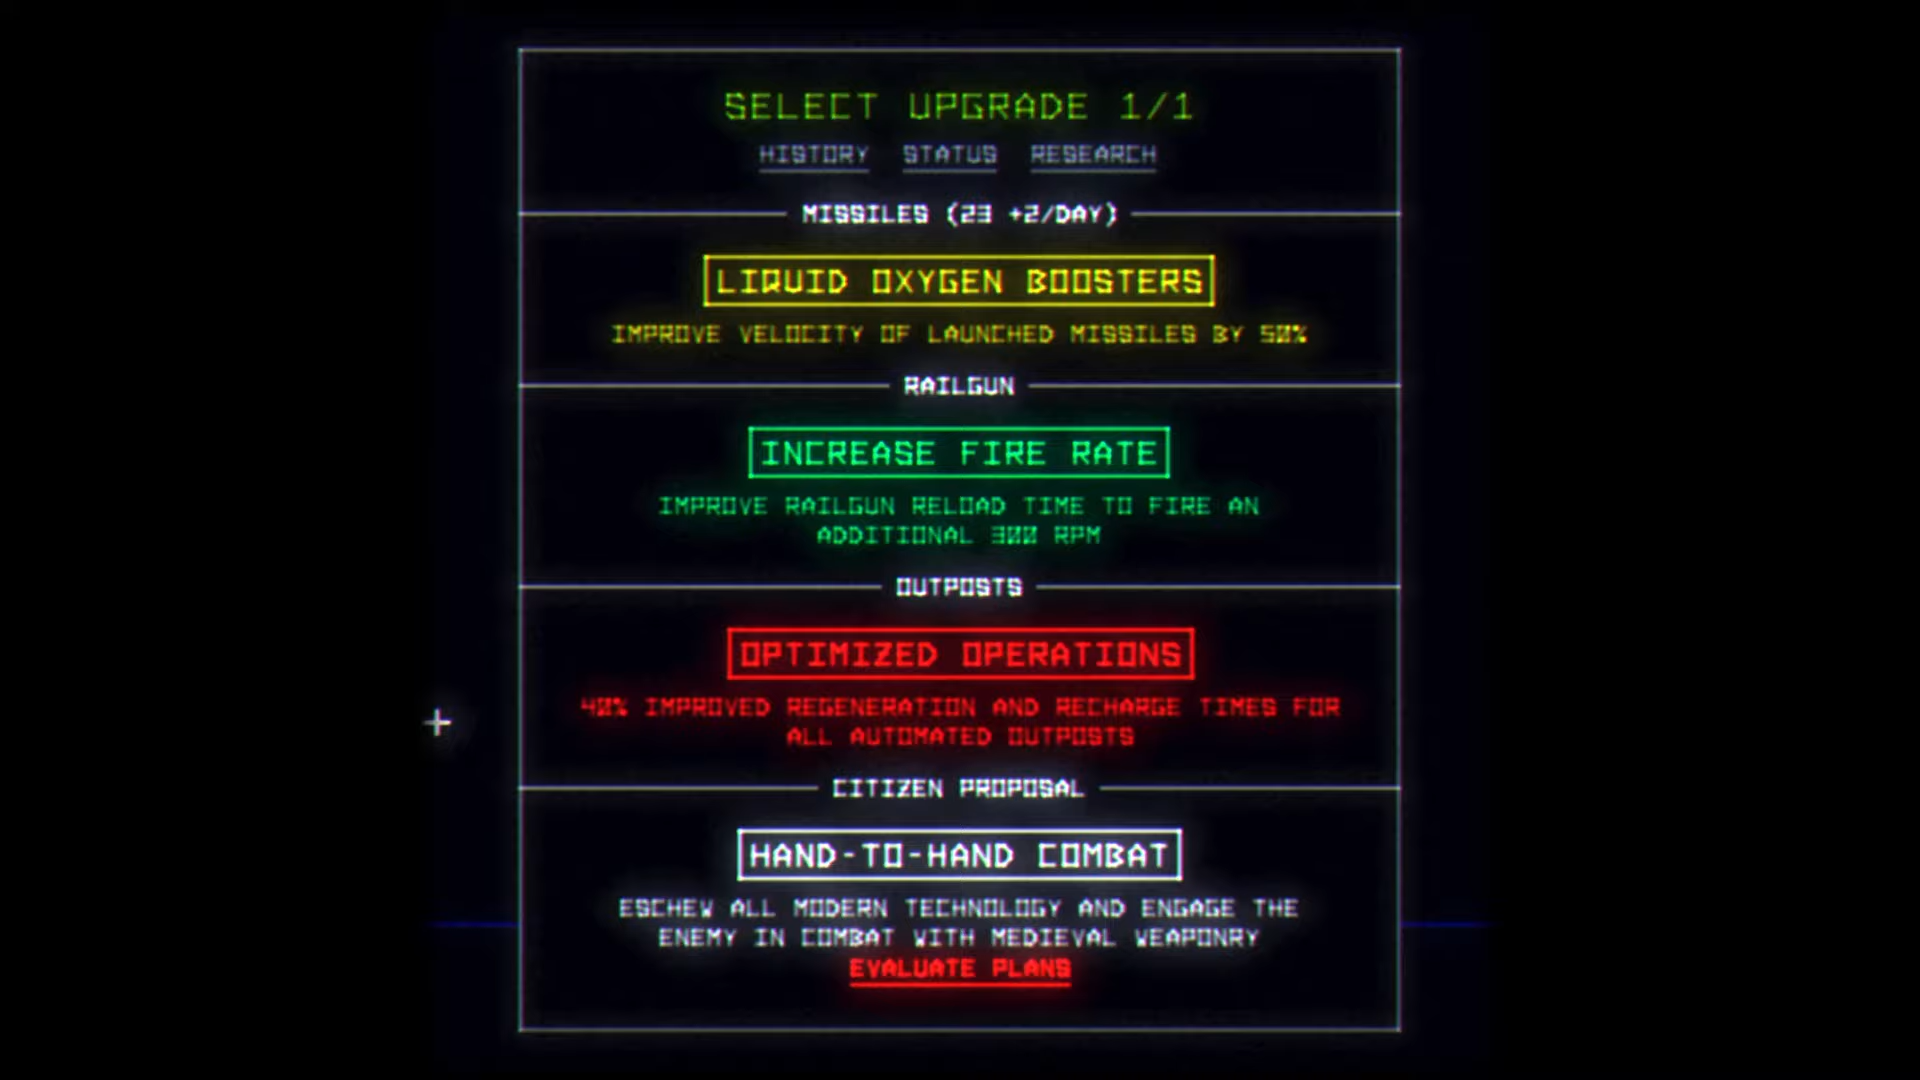 SELECT UPGRADE 1/1
HISTORY STATUS RESEARCH
MISSILES (23 +2/DAY)
LIQUID OXYGEN BOOSTERS
IMPROVE VELOCITY OF LAUNCHED MISSILES BY 50%
RAILGUN
INCREASE FIRE RATE
IMPROVE RAILGUN RELOAD TIME TO FIRE AN
ADDITIONAL 300 RPM
OUTPOSTS
OPTIMIZED OPERATIONS
40% IMPROVED REGENERATION AND RECHARGE TIMES FOR
ALL AUTOMATED OUTPOSTS
CITIZEN PROPOSAL
HAND-TO-HAND COMBAT
ESCHEW ALL MODERN TECHNOLOGY AND ENGAGE THE
ENEMY IN COMBAT WITH MEDIEVAL WEAPONRY
EVALUATE PLANS